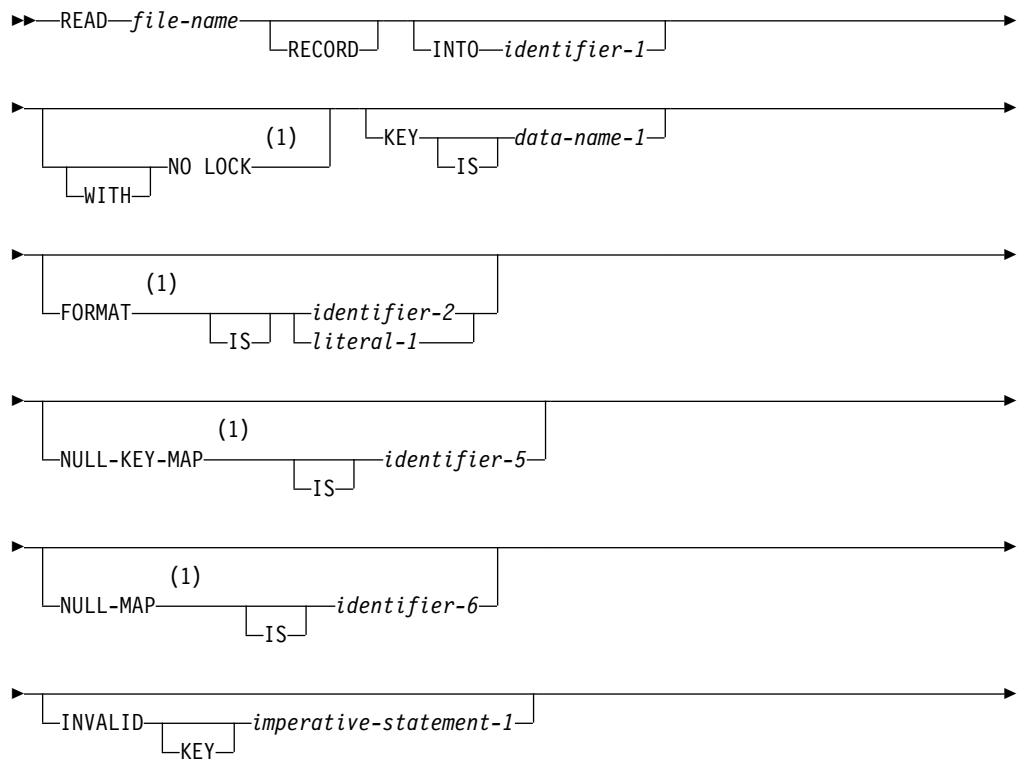 READ file-name
RECORD INTO identifier-1
(1)
NO LOCK
WITH
KEY data-name-1
IS
(1)
FORMAT identifier-2
IS literal-1
(1)
NULL-KEY-MAP identifier-5
IS
(1)
NULL-MAP identifier-6
IS
INVALID imperative-statement-1
KEY